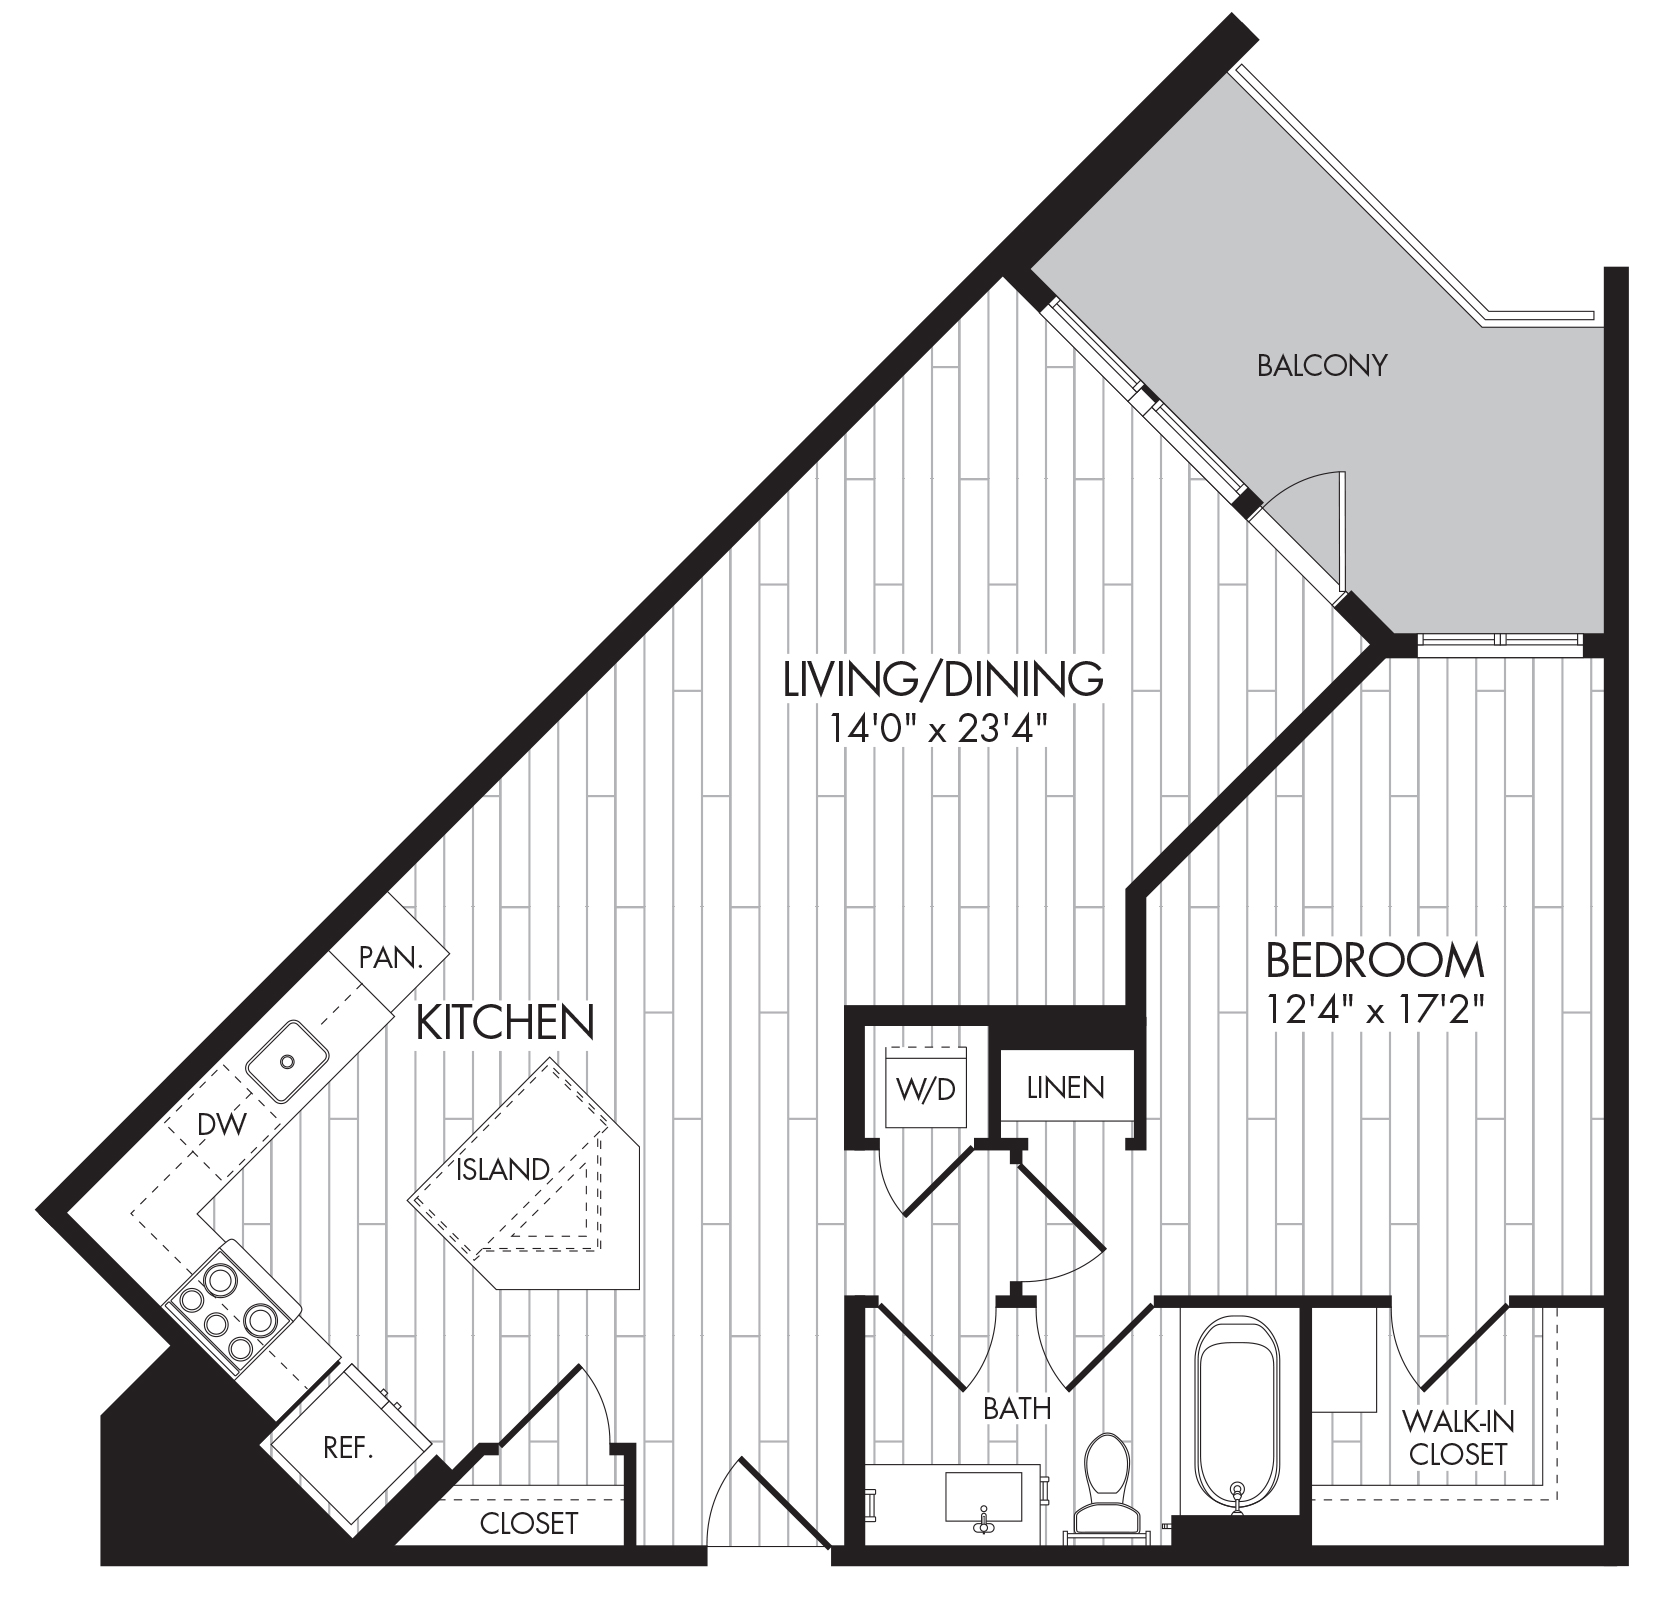 BALCONY
LIVING/DINING
14'0" x 23'4"
PAN.
BEDROOM
12'4" x 17'2"
KITCHEN
W/D
LINEN
DW
ISLAND
BATH
WALK-IN
CLOSET
REF.
CLOSET